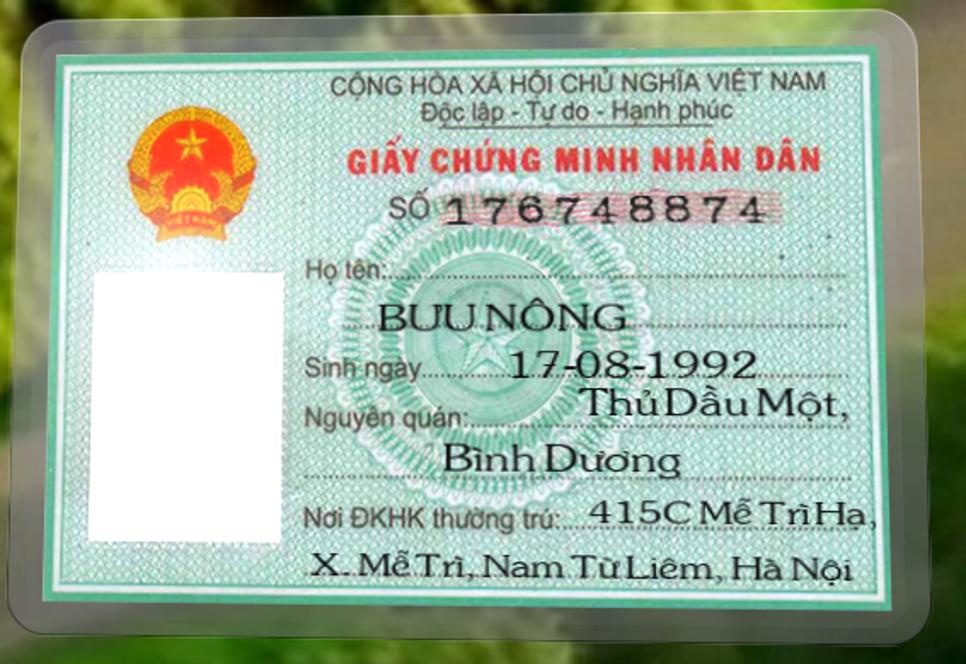 CỘNG HÒA XÃ HỘI CHỦ NGHĨA VIỆT NAM
Độc lập - Tự do - Hạnh phúc
GIẤY CHỨNG MINH NHÂN DÂN
SỐ 176748874
VIỆT NAM
Họ tên:
BƯU NÔNG
Sinh ngày 17-08-1992
Nguyên quán: Thủ Dầu Một,
Bình Dương
Nơi ĐKHK thường trú: 415C Mễ Trì Hạ,
X. Mễ Trì, Nam Từ Liêm, Hà Nội